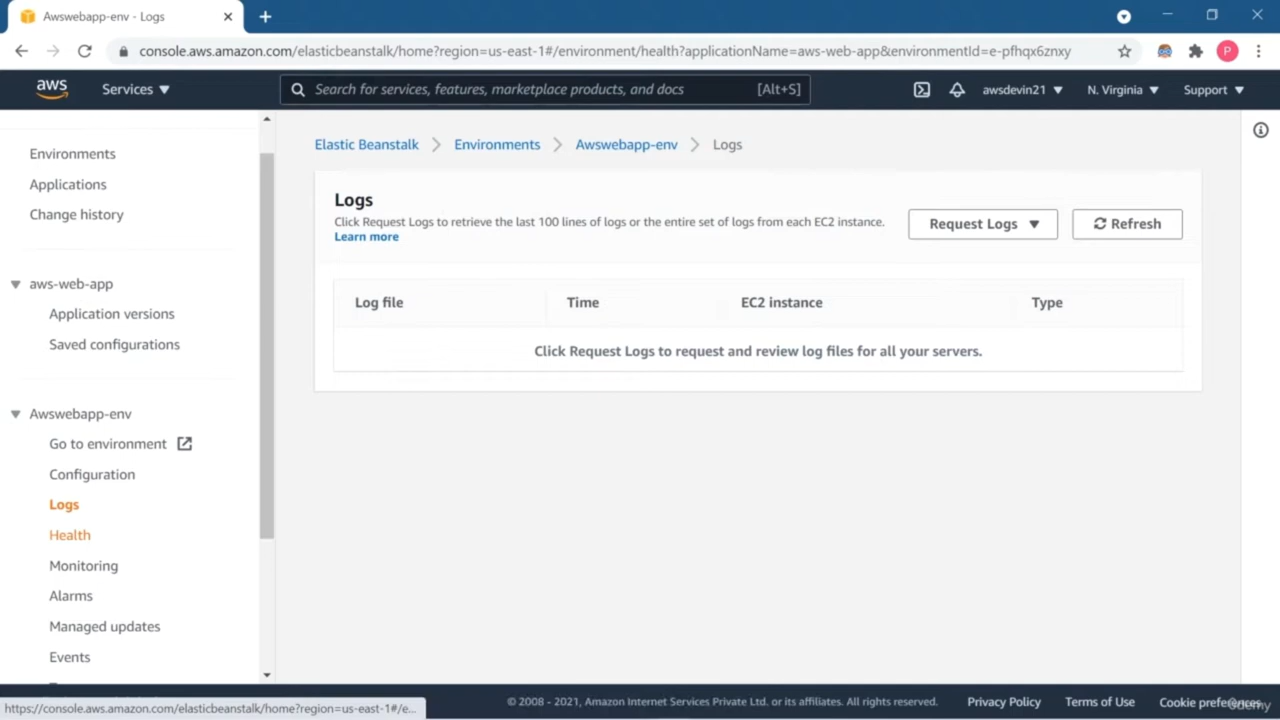 Awswebapp-env - Logs
console.aws.amazon.com/elasticbeanstalk/home?region=us-east-1#/environment/health?applicationName=aws-web-app&environmentId=e-pfhqx6znxy
P
aws
Services
Search for services, features, marketplace products, and docs [Alt+S]
awsdevin21
N. Virginia
Support
Environments
Applications
Change history
aws-web-app
Application versions
Saved configurations
Awswebapp-env
Go to environment
Configuration
Logs
Health
Monitoring
Alarms
Managed updates
Events
Elastic Beanstalk > Environments > Awswebapp-env > Logs
Logs
Click Request Logs to retrieve the last 100 lines of logs or the entire set of logs from each EC2 instance.
Learn more
Request Logs
Refresh
Log file Time EC2 instance Type
Click Request Logs to request and review log files for all your servers.
https://console.aws.amazon.com/elasticbeanstalk/home?region=us-east-1#/e...
© 2008 - 2021, Amazon Internet Services Private Ltd. or its affiliates. All rights reserved.
Privacy Policy
Terms of Use
Cookie preferences
Udemy